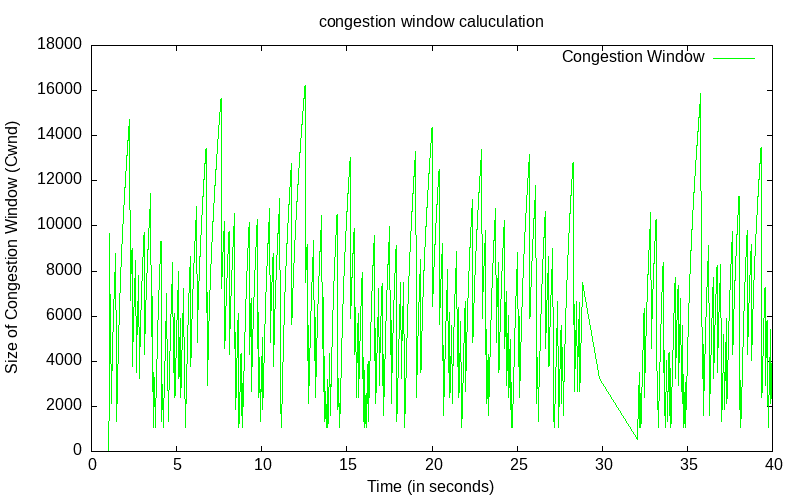 congestion window caluculation
Congestion Window
Size of Congestion Window (Cwnd)
18000
16000
14000
12000
10000
8000
6000
4000
2000
0
0 5 10 15 20 25 30 35 40
Time (in seconds)